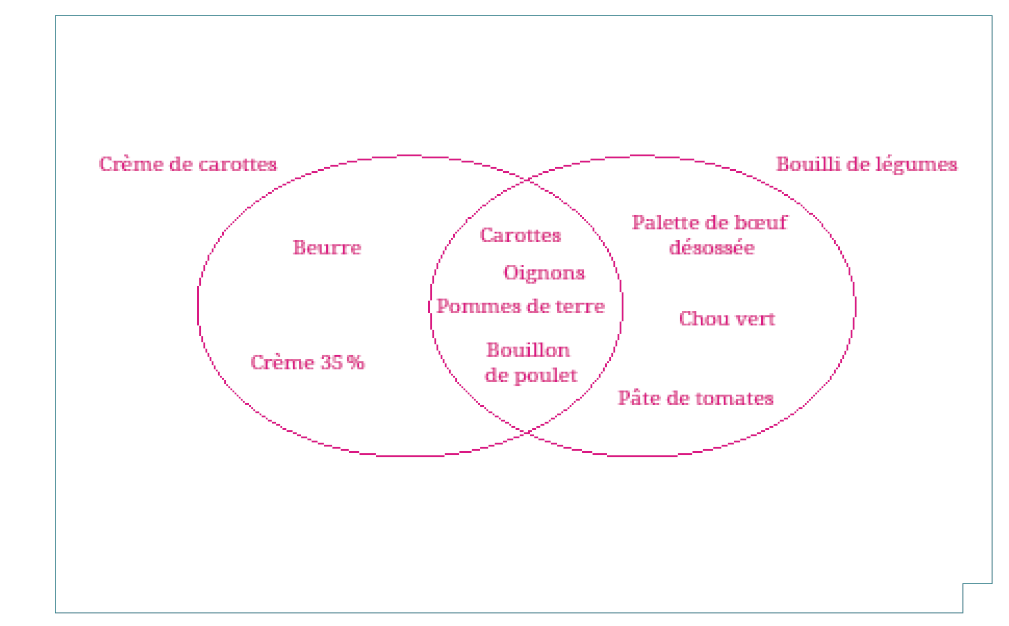 Crème de carottes
Bouilli de légumes
Beurre
Crème 35 %
Carottes
Oignons
Pommes de terre
Bouillon
de poulet
Palette de bœuf
désossée
Chou vert
Pâte de tomates